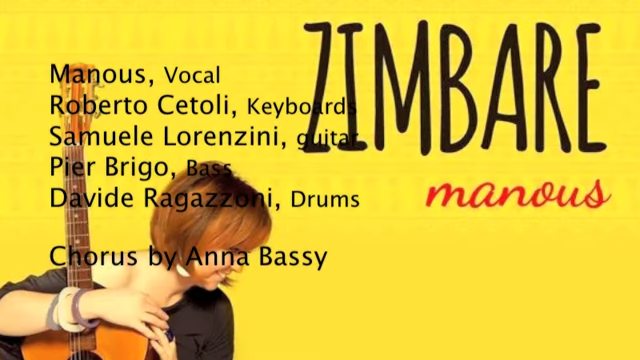 Manous, Vocal
Roberto Cetoli, Keyboards
Samuele Lorenzini, guitar
Pier Brigo, Bass
Davide Ragazzoni, Drums
Chorus by Anna Bassy
ZIMBARE
manous